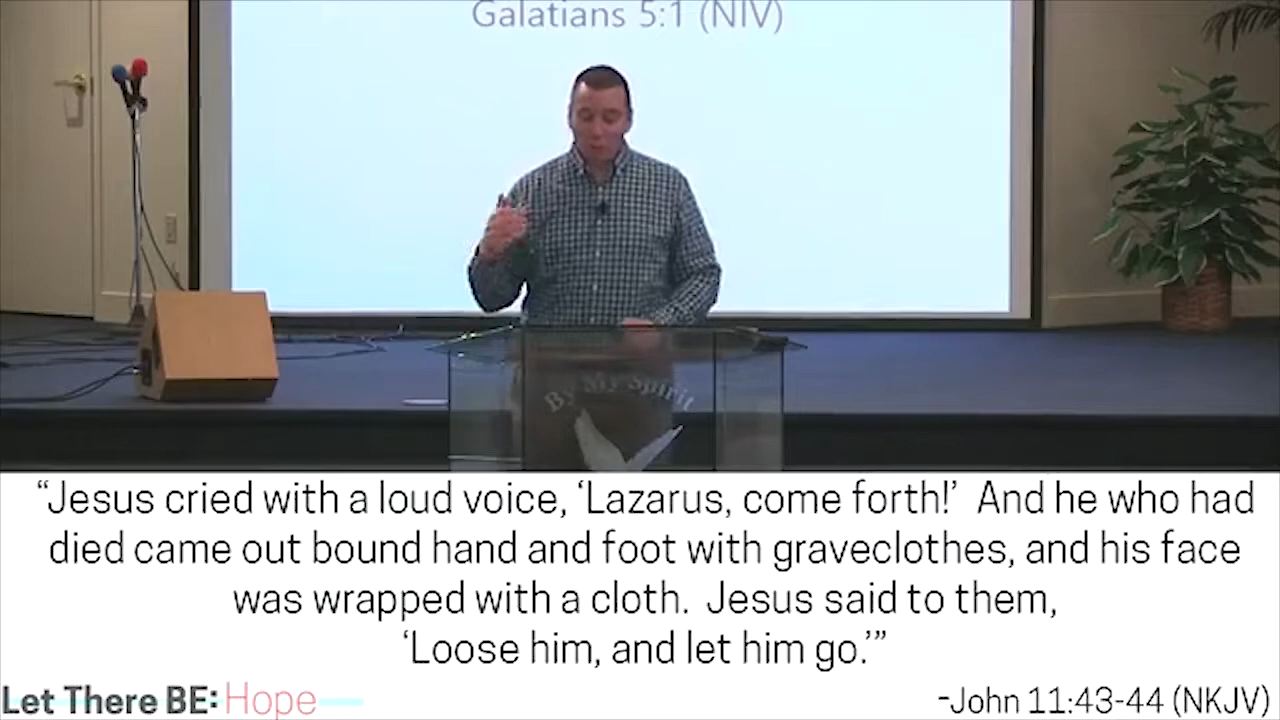 Galatians 5:1 (NIV)
By My Spirit
“Jesus cried with a loud voice, ‘Lazarus, come forth!’ And he who had
died came out bound hand and foot with graveclothes, and his face
was wrapped with a cloth. Jesus said to them,
‘Loose him, and let him go.’”
Let There BE: Hope
-John 11:43-44 (NKJV)